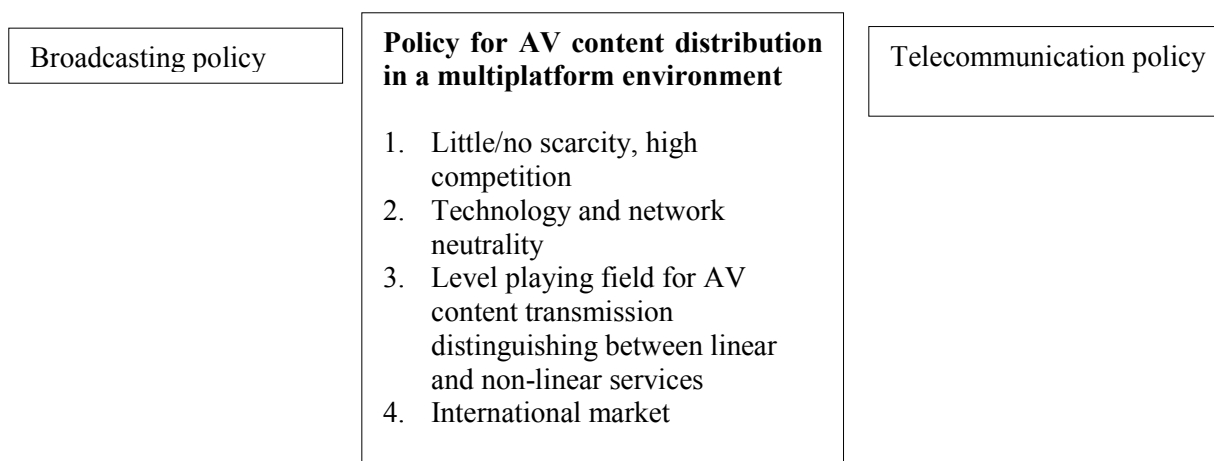 Broadcasting policy
Policy for AV content distribution
in a multiplatform environment
1. Little/no scarcity, high
competition
2. Technology and network
neutrality
3. Level playing field for AV
content transmission
distinguishing between linear
and non-linear services
4. International market
Telecommunication policy